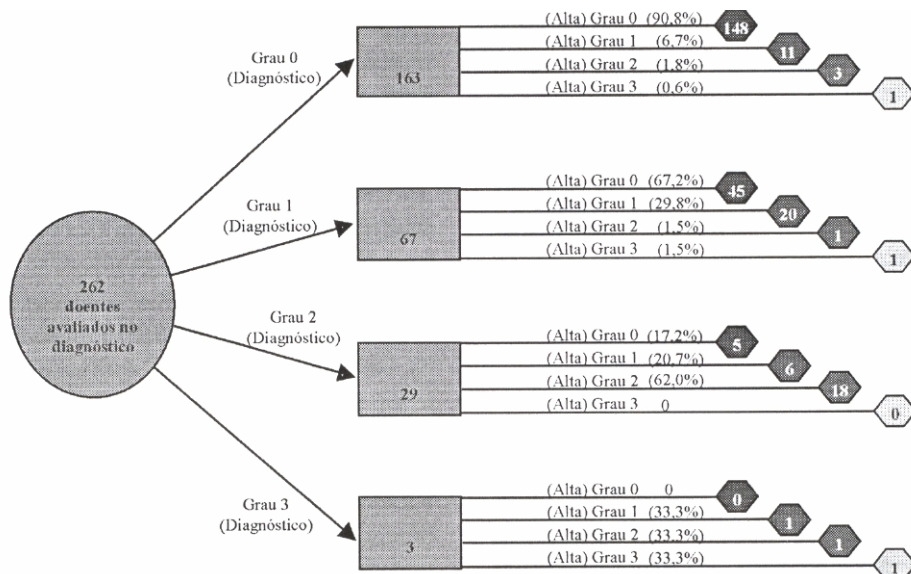 262
doentes
avaliados no
diagnóstico
Grau 0
(Diagnóstico)
163
(Alta) Grau 0 (90,8%) 148
(Alta) Grau 1 (6,7%) 11
(Alta) Grau 2 (1,8%) 3
(Alta) Grau 3 (0,6%) 1
Grau 1
(Diagnóstico)
67
(Alta) Grau 0 (67,2%) 45
(Alta) Grau 1 (29,8%) 20
(Alta) Grau 2 (1,5%) 1
(Alta) Grau 3 (1,5%) 1
Grau 2
(Diagnóstico)
29
(Alta) Grau 0 (17,2%) 5
(Alta) Grau 1 (20,7%) 6
(Alta) Grau 2 (62,0%) 18
(Alta) Grau 3 0 0
Grau 3
(Diagnóstico)
3
(Alta) Grau 0 0 0
(Alta) Grau 1 (33,3%) 1
(Alta) Grau 2 (33,3%) 1
(Alta) Grau 3 (33,3%) 1